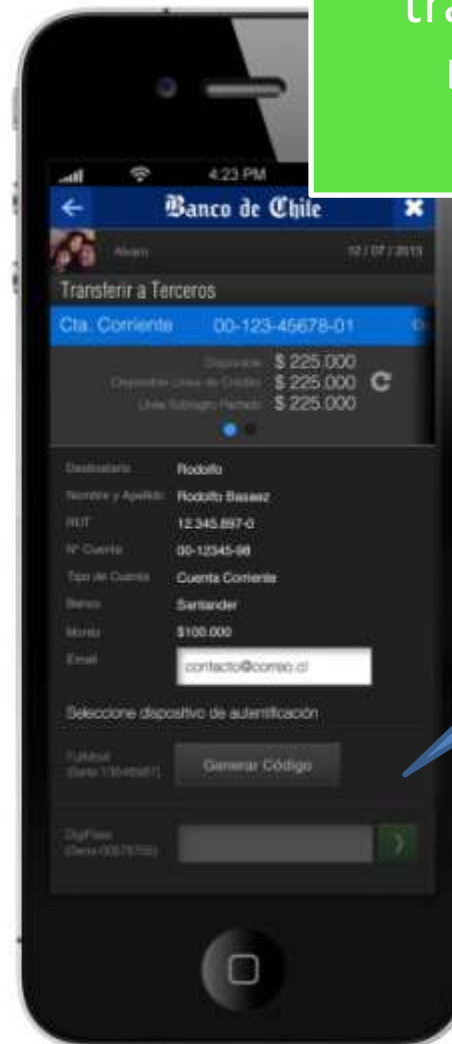 tra
4:23 PM
Banco de Chile
Alvaro 12 / 07 / 2013
Transferir a Terceros
Cta. Corriente 00-123-45678-01
Disponible $ 225.000
Disponible Línea de Crédito $ 225.000
Línea Sobregiro Pactado $ 225.000
Destinatario Rodolfo
Nombre y Apellido Rodolfo Basaez
RUT 12.345.897-0
N° Cuenta 00-12345-98
Tipo de Cuenta Cuenta Corriente
Banco Santander
Monto $100.000
Email contacto@correo.cl
Seleccione dispositivo de autentificación
Generar Código
DigiPass